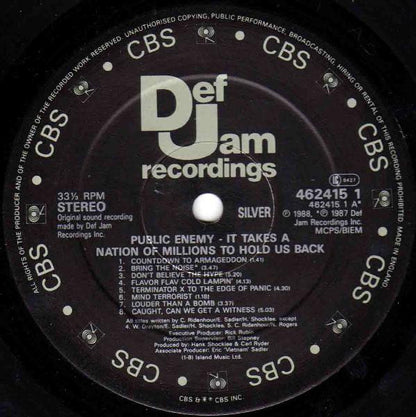 ALL RIGHTS OF THE PRODUCER AND OF THE OWNER OF THE RECORDED WORK RESERVED. UNAUTHORISED COPYING, PUBLIC PERFORMANCE, BROADCASTING, HIRING OR RENTAL OF THIS RECORDING PROHIBITED. MADE IN ENGLAND
CBS
CBS
CBS
CBS
CBS
CBS
CBS
CBS
Def
Jam
recordings
33⅓ RPM
STEREO
Original sound recording
made by Def Jam
Recordings Inc.
SILVER
462415 1
462415 1 A*
℗ 1988, *℗ 1987 Def
Jam Recordings Inc.
MCPS/BIEM
PUBLIC ENEMY - IT TAKES A
NATION OF MILLIONS TO HOLD US BACK
1. COUNTDOWN TO ARMAGEDDON (1.41)
2. BRING THE NOISE* (3.47)
3. DON'T BELIEVE THE HYPE (5.20)
4. FLAVOR FLAV COLD LAMPIN'
5. TERMINATOR X TO THE EDGE OF PANIC
6. MIND TERRORIST (1.18)
7. LOUDER THAN A BOMB (3.37)
8. CAUGHT, CAN WE GET A WITNESS (5.03)
All titles written by C. Ridenhour/E. Sadler/H. Shocklee, except
4. W. Drayton/E. Sadler/H. Shocklee. 5. C. Ridenhour/E. Sadler/N. Rogers
Executive Producer: Rick Rubin
Production Supervisor: Bill Stepney
Produced by: Hank Shocklee & Carl Ryder
Associate Producer: Eric 'Vietnam' Sadler
(1-8) Island Music Ltd.
CBS & CBS INC.